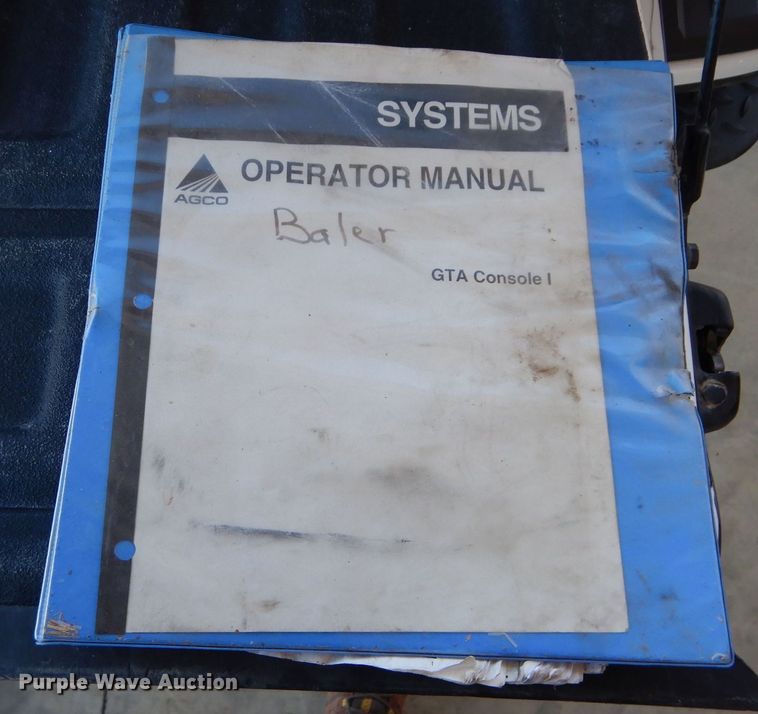 SYSTEMS
OPERATOR MANUAL
AGCO
Baler
GTA Console I
Purple Wave Auction